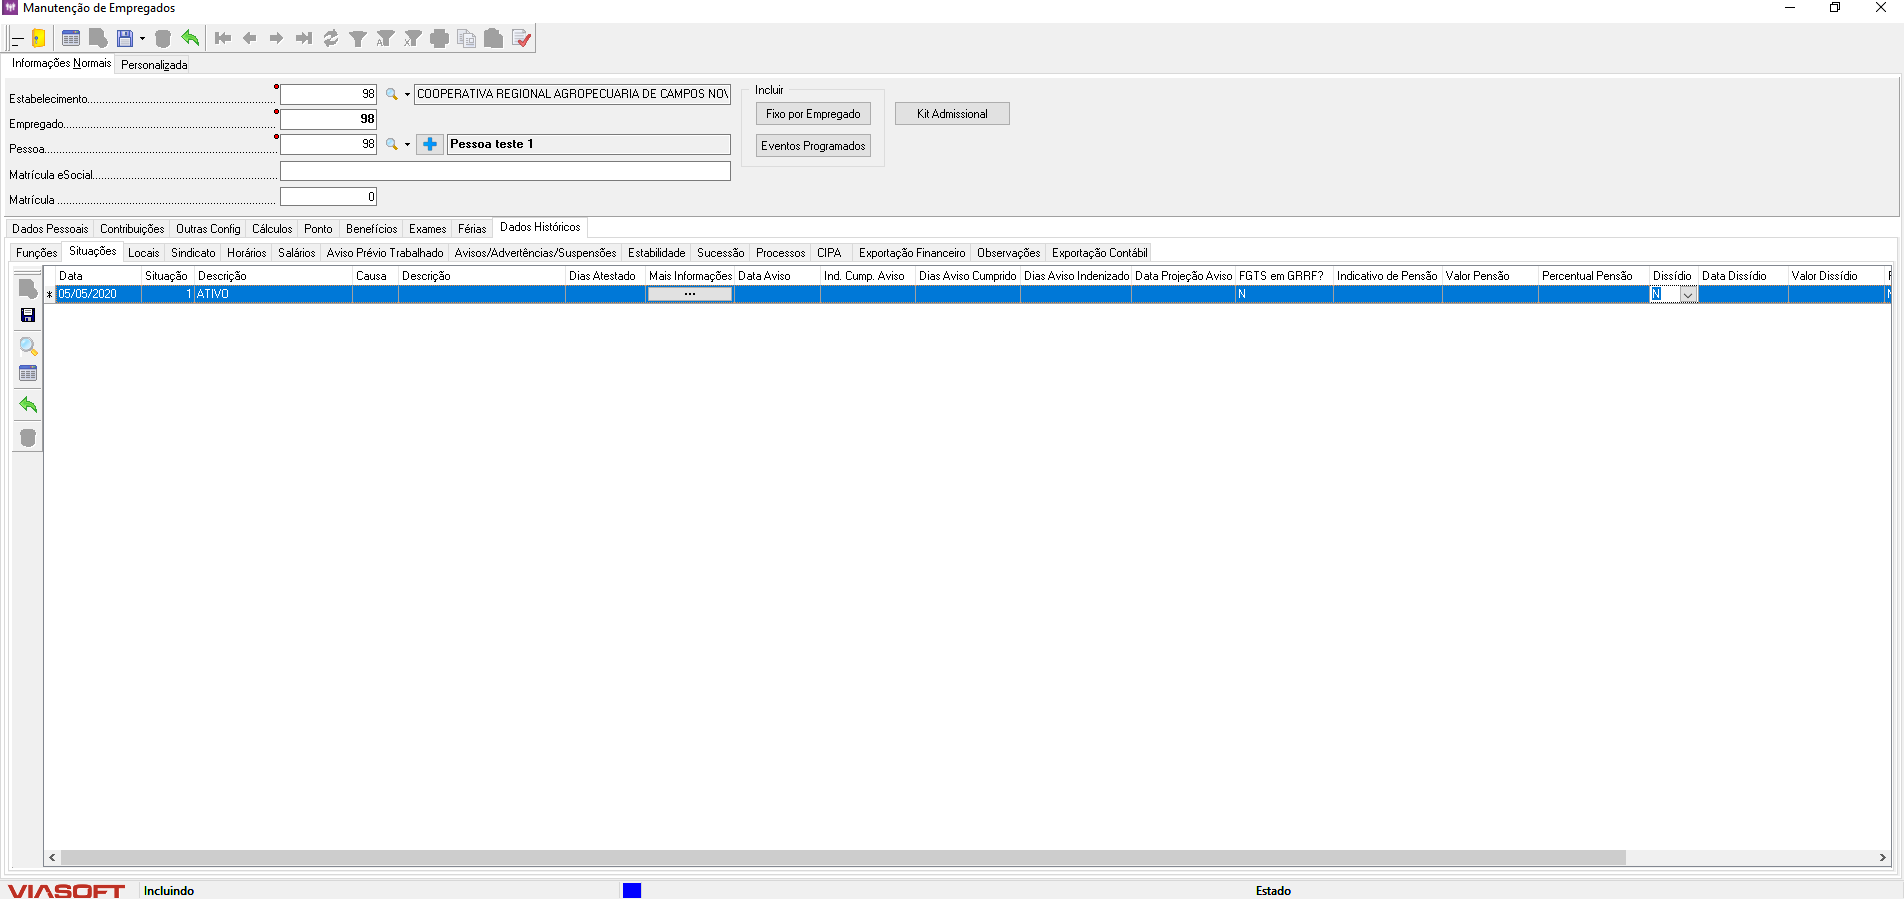 Manutenção de Empregados
Informações Normais Personalizada
Estabelecimento 98 COOPERATIVA REGIONAL AGROPECUARIA DE CAMPOS NOV
Empregado 98
Pessoa 98 Pessoa teste 1
Matrícula eSocial
Matrícula 0
Incluir
Fixo por Empregado
Eventos Programados
Kit Admissional
Dados Pessoais Contribuições Outras Config Cálculos Ponto Benefícios Exames Férias Dados Históricos
Funções Situações Locais Sindicato Horários Salários Aviso Prévio Trabalhado Avisos/Advertências/Suspensões Estabilidade Sucessão Processos CIPA Exportação Financeiro Observações Exportação Contábil
Data Situação Descrição Causa Descrição Dias Atestado Mais Informações Data Aviso Ind. Cump. Aviso Dias Aviso Cumprido Dias Aviso Indenizado Data Projeção Aviso FGTS em GRRF? Indicativo de Pensão Valor Pensão Percentual Pensão Dissídio Data Dissídio Valor Dissídio
* 05/05/2020 1 ATIVO ... N N
VIASOFT Incluindo Estado